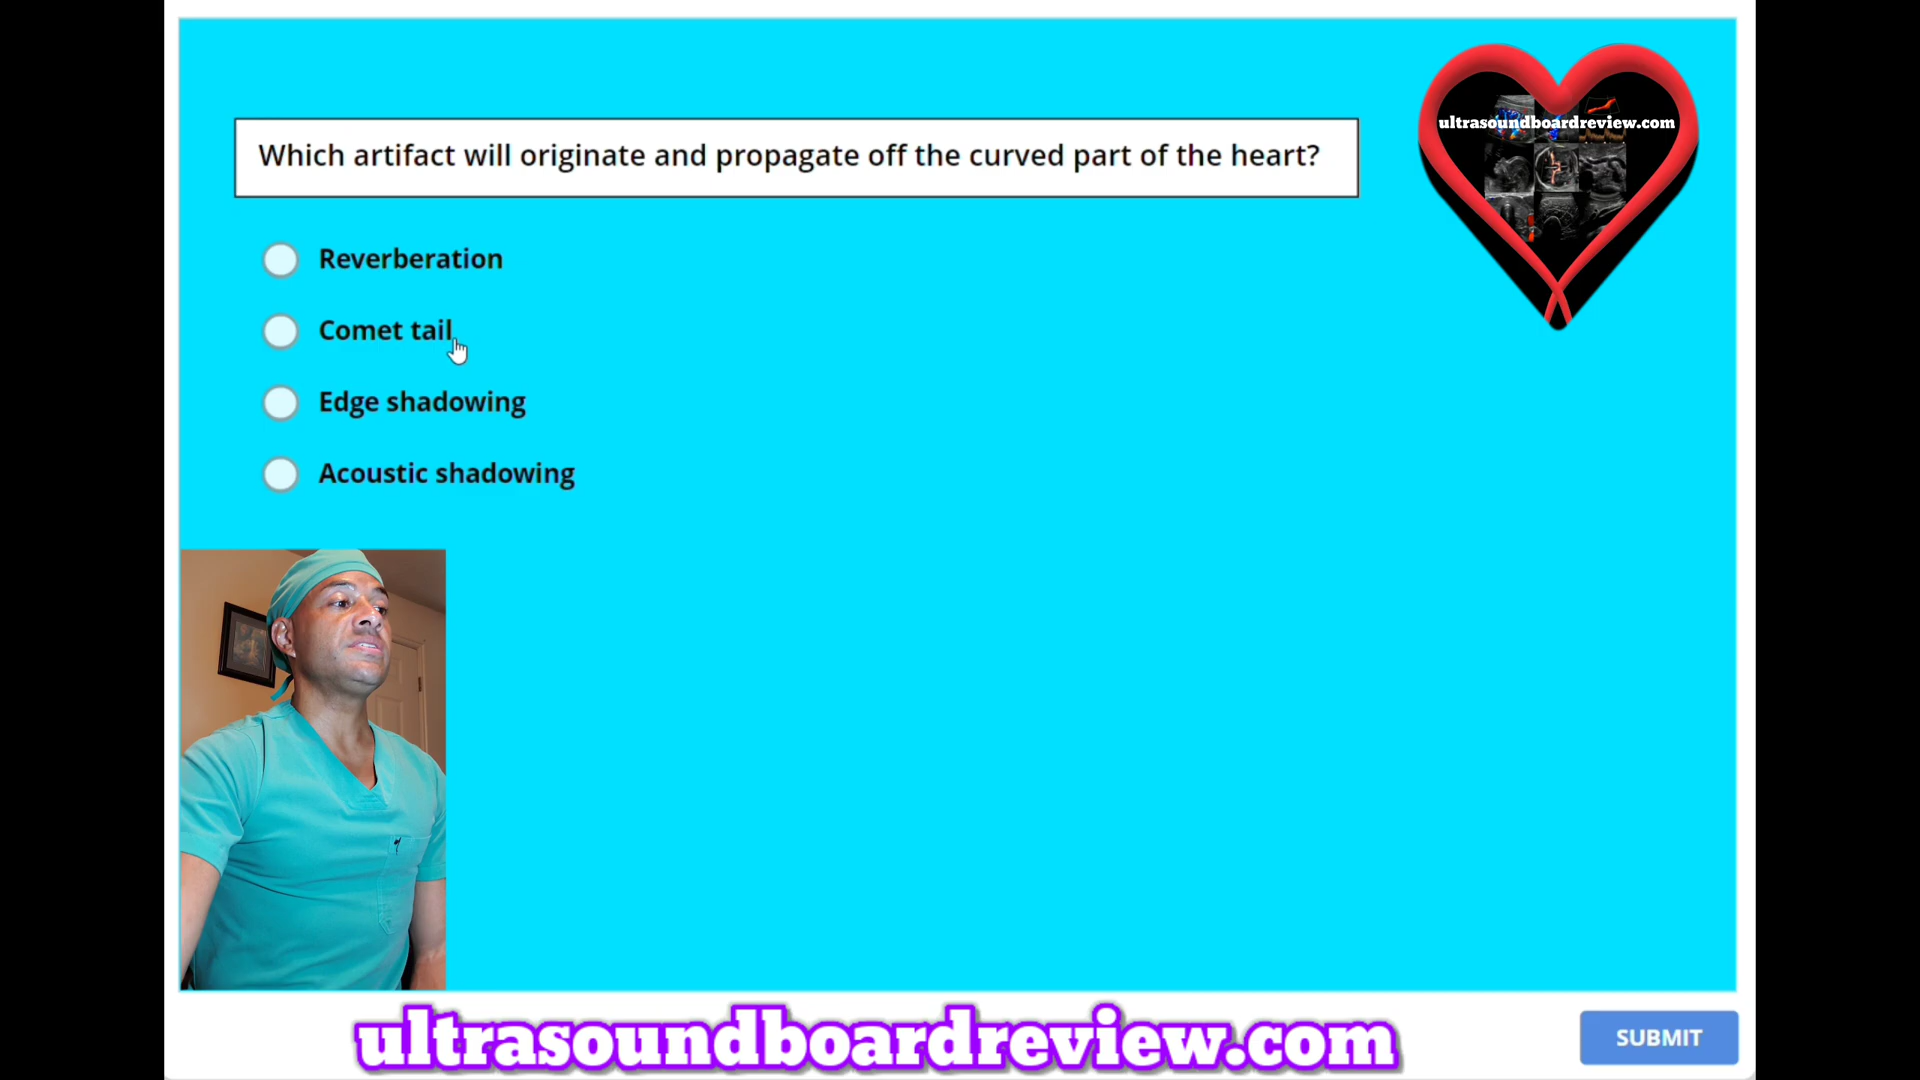 ultrasoundboardreview.com
Which artifact will originate and propagate off the curved part of the heart?
Reverberation
Comet tail
Edge shadowing
Acoustic shadowing
ultrasoundboardreview.com
SUBMIT